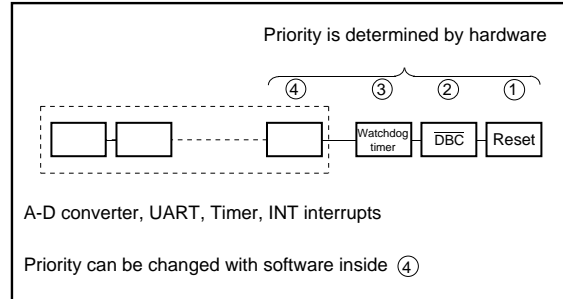 Priority is determined by hardware
④ ③ ② ①
Watchdog
timer
D̅B̅C̅
Reset
A-D converter, UART, Timer, INT interrupts
Priority can be changed with software inside ④